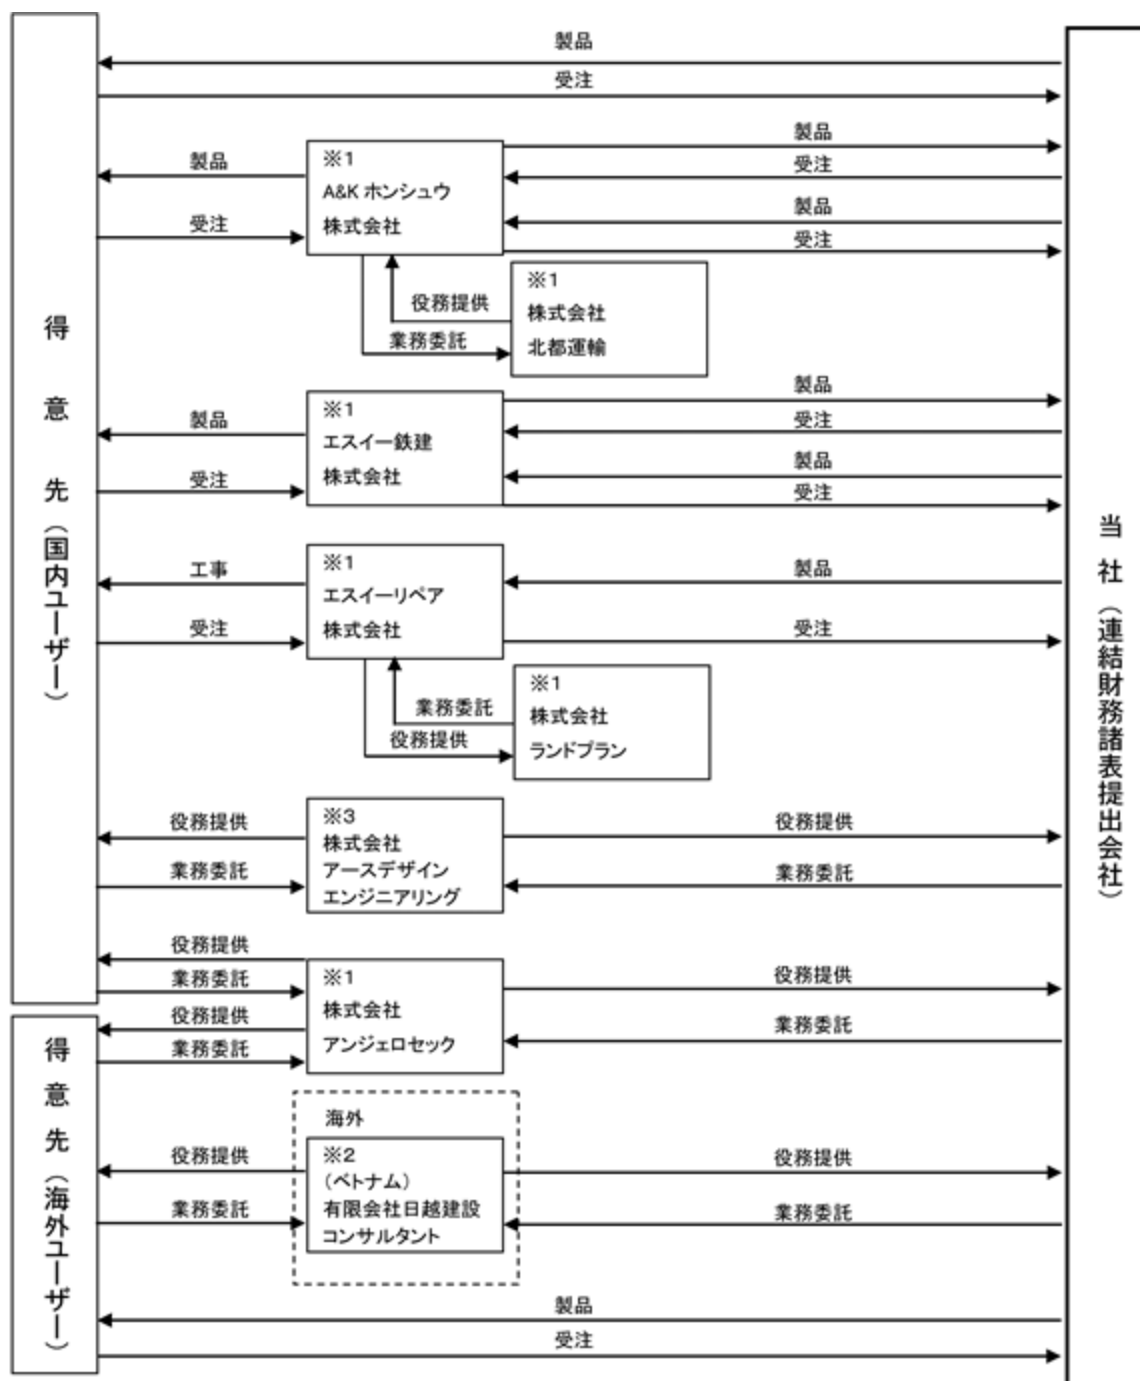 製品
受注
製品
受注
※1
A&Kホンシュウ
株式会社
製品
受注
製品
受注
役務提供
業務委託
※1
株式会社
北都運輸
製品
受注
※1
エスイー鉄建
株式会社
製品
受注
製品
受注
工事
受注
※1
エスイーリペア
株式会社
製品
受注
業務委託
役務提供
※1
株式会社
ランドプラン
役務提供
業務委託
※3
株式会社
アースデザイン
エンジニアリング
役務提供
業務委託
役務提供
業務委託
役務提供
業務委託
※1
株式会社
アンジェロセック
役務提供
業務委託
海外
役務提供
業務委託
※2
(ベトナム)
有限会社日越建設
コンサルタント
役務提供
業務委託
製品
受注
得意先(国内ユーザー)
得意先(海外ユーザー)
当社(連結財務諸表提出会社)